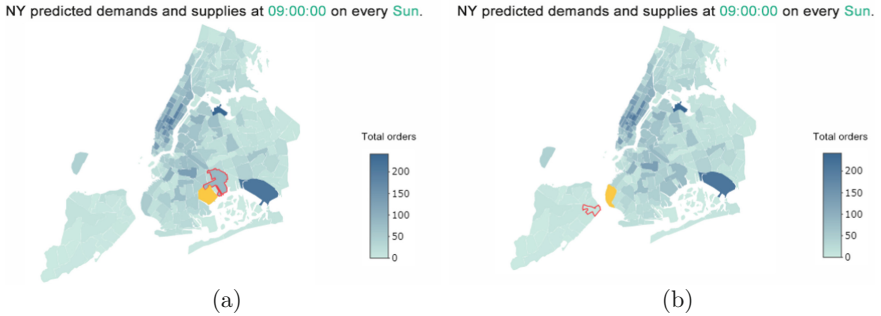 NY predicted demands and supplies at 09:00:00 on every Sun.
Total orders
200
150
100
50
0
(a)
NY predicted demands and supplies at 09:00:00 on every Sun.
Total orders
200
150
100
50
0
(b)